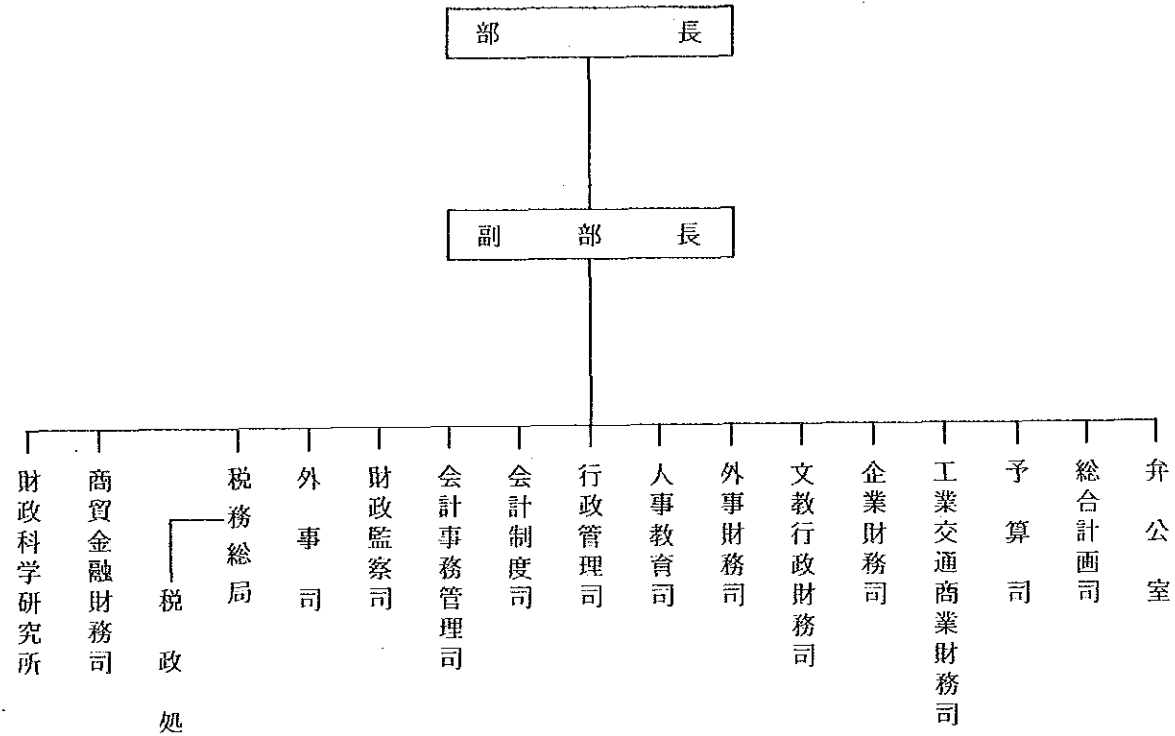 部長
副部長
弁公室
総合計画司
予算司
工業交通商業財務司
企業財務司
文教行政財務司
外事財務司
人事教育司
行政管理司
会計制度司
会計事務管理司
財政監察司
外事司
税務総局
税政処
商貿金融財務司
財政科学研究所